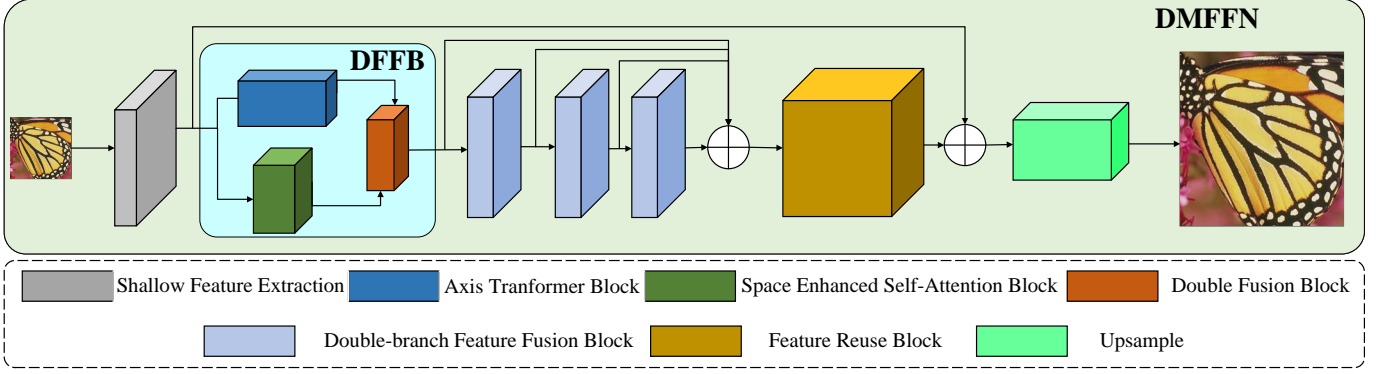 DMFFN
DFFB
Shallow Feature Extraction
Axis Tranformer Block
Space Enhanced Self-Attention Block
Double Fusion Block
Double-branch Feature Fusion Block
Feature Reuse Block
Upsample